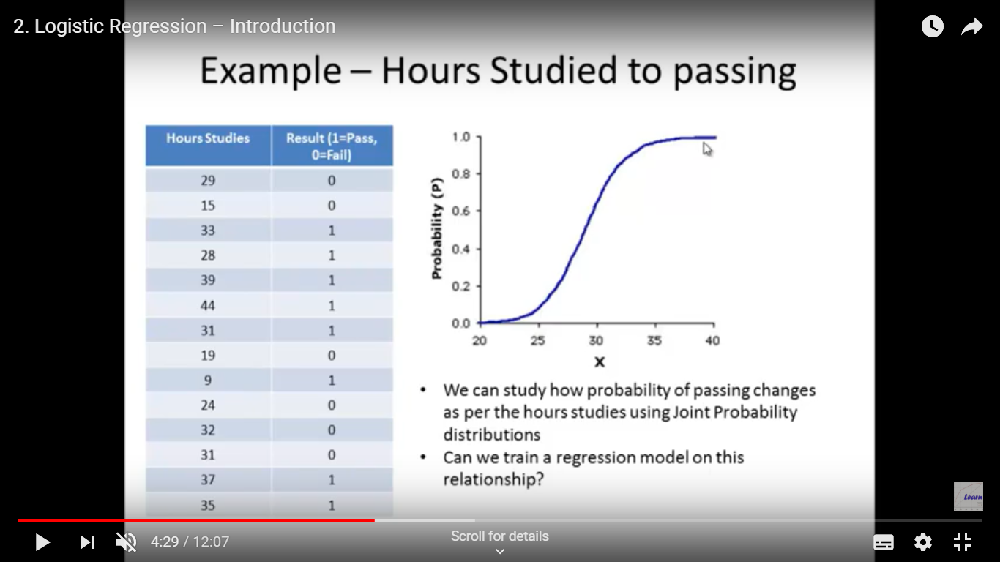 2. Logistic Regression – Introduction
Example – Hours Studied to passing
Hours Studies Result (1=Pass,
0=Fail)
29 0
15 0
33 1
28 1
39 1
44 1
31 1
19 0
9 1
24 0
32 0
31 0
37 1
35 1
1.0
0.8
0.6
0.4
0.2
0.0
Probability (P)
20 25 30 35 40
X
• We can study how probability of passing changes
as per the hours studies using Joint Probability
distributions
• Can we train a regression model on this
relationship?
Learn
4:29 / 12:07
Scroll for details